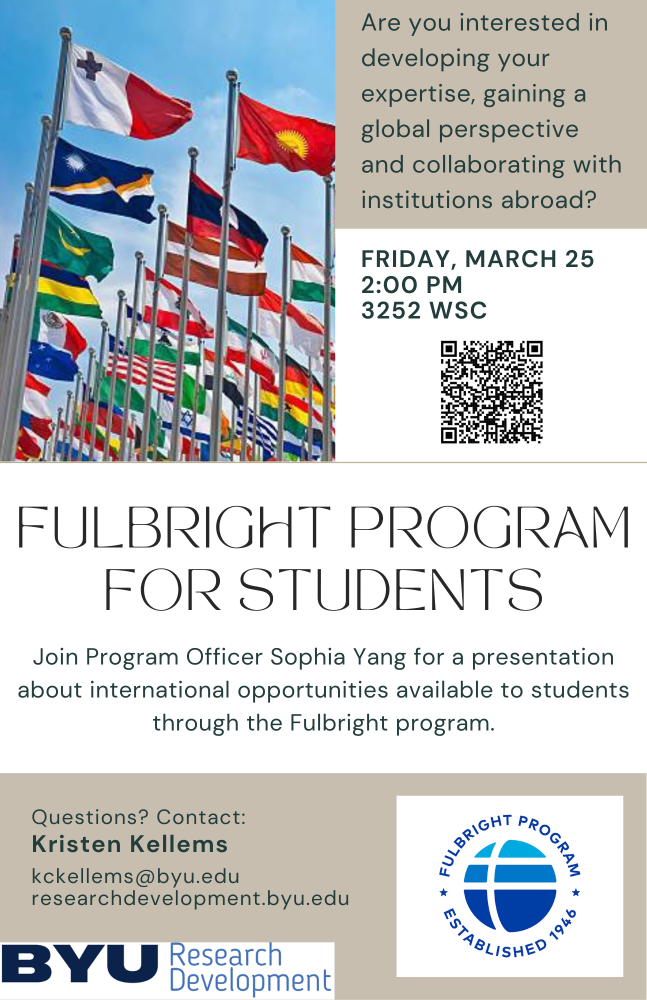 Are you interested in
developing your
expertise, gaining a
global perspective
and collaborating with
institutions abroad?
FRIDAY, MARCH 25
2:00 PM
3252 WSC
FULBRIGHT PROGRAM
FOR STUDENTS
Join Program Officer Sophia Yang for a presentation
about international opportunities available to students
through the Fulbright program.
Questions? Contact:
Kristen Kellems
kckellems@byu.edu
researchdevelopment.byu.edu
BYU Research
Development
FULBRIGHT PROGRAM
ESTABLISHED 1946